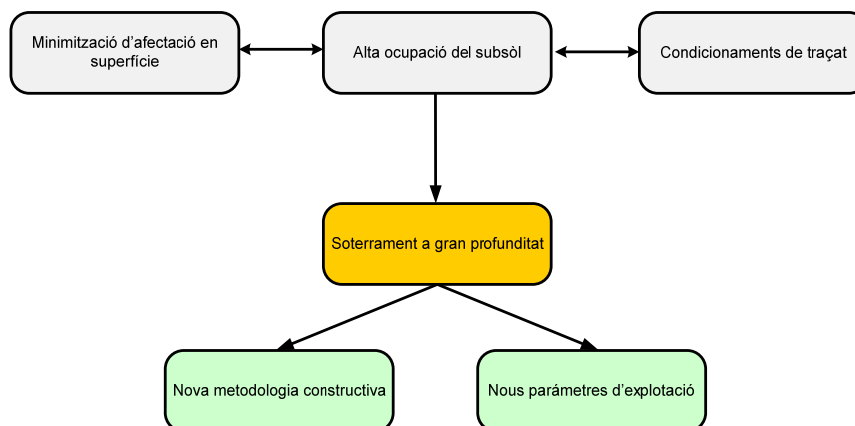 Minimització d’afectació en
superfície
Alta ocupació del subsòl
Condicionaments de traçat
Soterrament a gran profunditat
Nova metodologia constructiva
Nous parámetres d’explotació